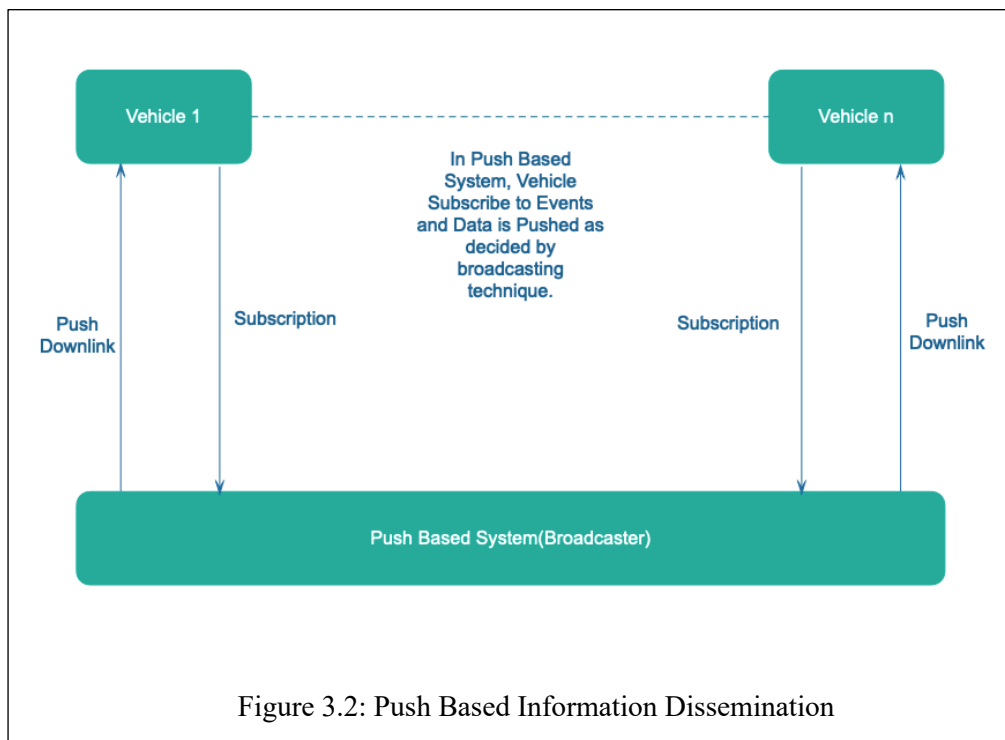 Vehicle 1
Vehicle n
In Push Based
System, Vehicle
Subscribe to Events
and Data is Pushed as
decided by
broadcasting
technique.
Push
Downlink
Subscription
Subscription
Push
Downlink
Push Based System(Broadcaster)
Figure 3.2: Push Based Information Dissemination